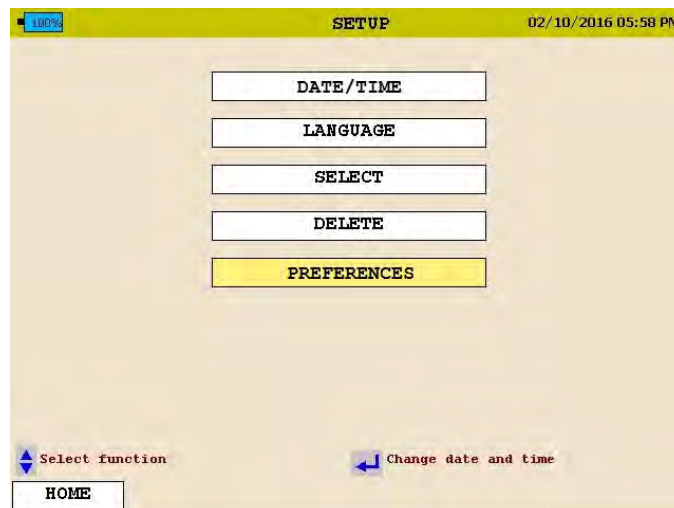 100% SETUP 02/10/2016 05:58 PM
DATE/TIME
LANGUAGE
SELECT
DELETE
PREFERENCES
Select function Change date and time
HOME